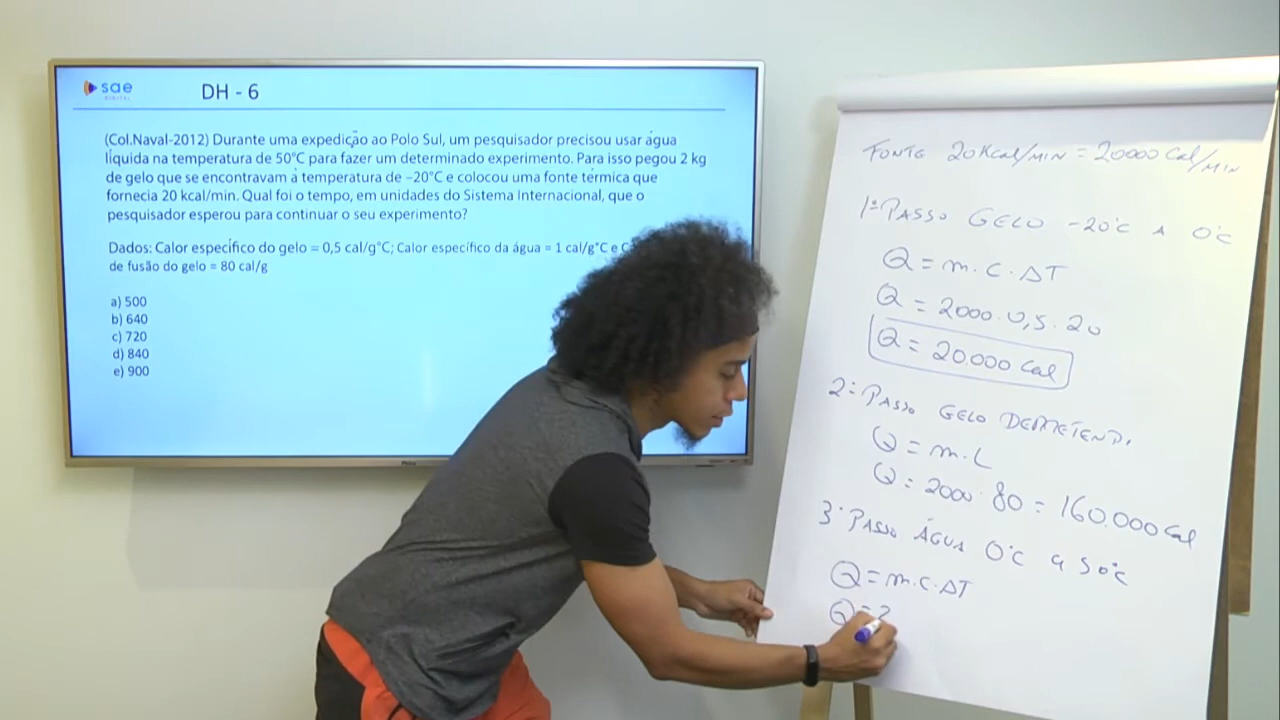 sae
DIGITAL
DH - 6
(Col.Naval-2012) Durante uma expedição ao Polo Sul, um pesquisador precisou usar água
líquida na temperatura de 50°C para fazer um determinado experimento. Para isso pegou 2 kg
de gelo que se encontravam à temperatura de –20°C e colocou uma fonte térmica que
fornecia 20 kcal/min. Qual foi o tempo, em unidades do Sistema Internacional, que o
pesquisador esperou para continuar o seu experimento?
Dados: Calor específico do gelo = 0,5 cal/g°C; Calor específico da água = 1 cal/g°C e C
de fusão do gelo = 80 cal/g
a) 500
b) 640
c) 720
d) 840
e) 900
FONTE 20 Kcal/MIN = 20000 Cal/MIN
1º PASSO GELO -20°C A 0°C
Q = m.C.ΔT
Q = 2000.0,5.20
Q = 20.000 Cal
2º PASSO GELO DERRETEND.
Q = m.L
Q = 2000.80 = 160.000 Cal
3º PASSO ÁGUA 0°C a 50°C
Q = m.C.ΔT
Q = 2